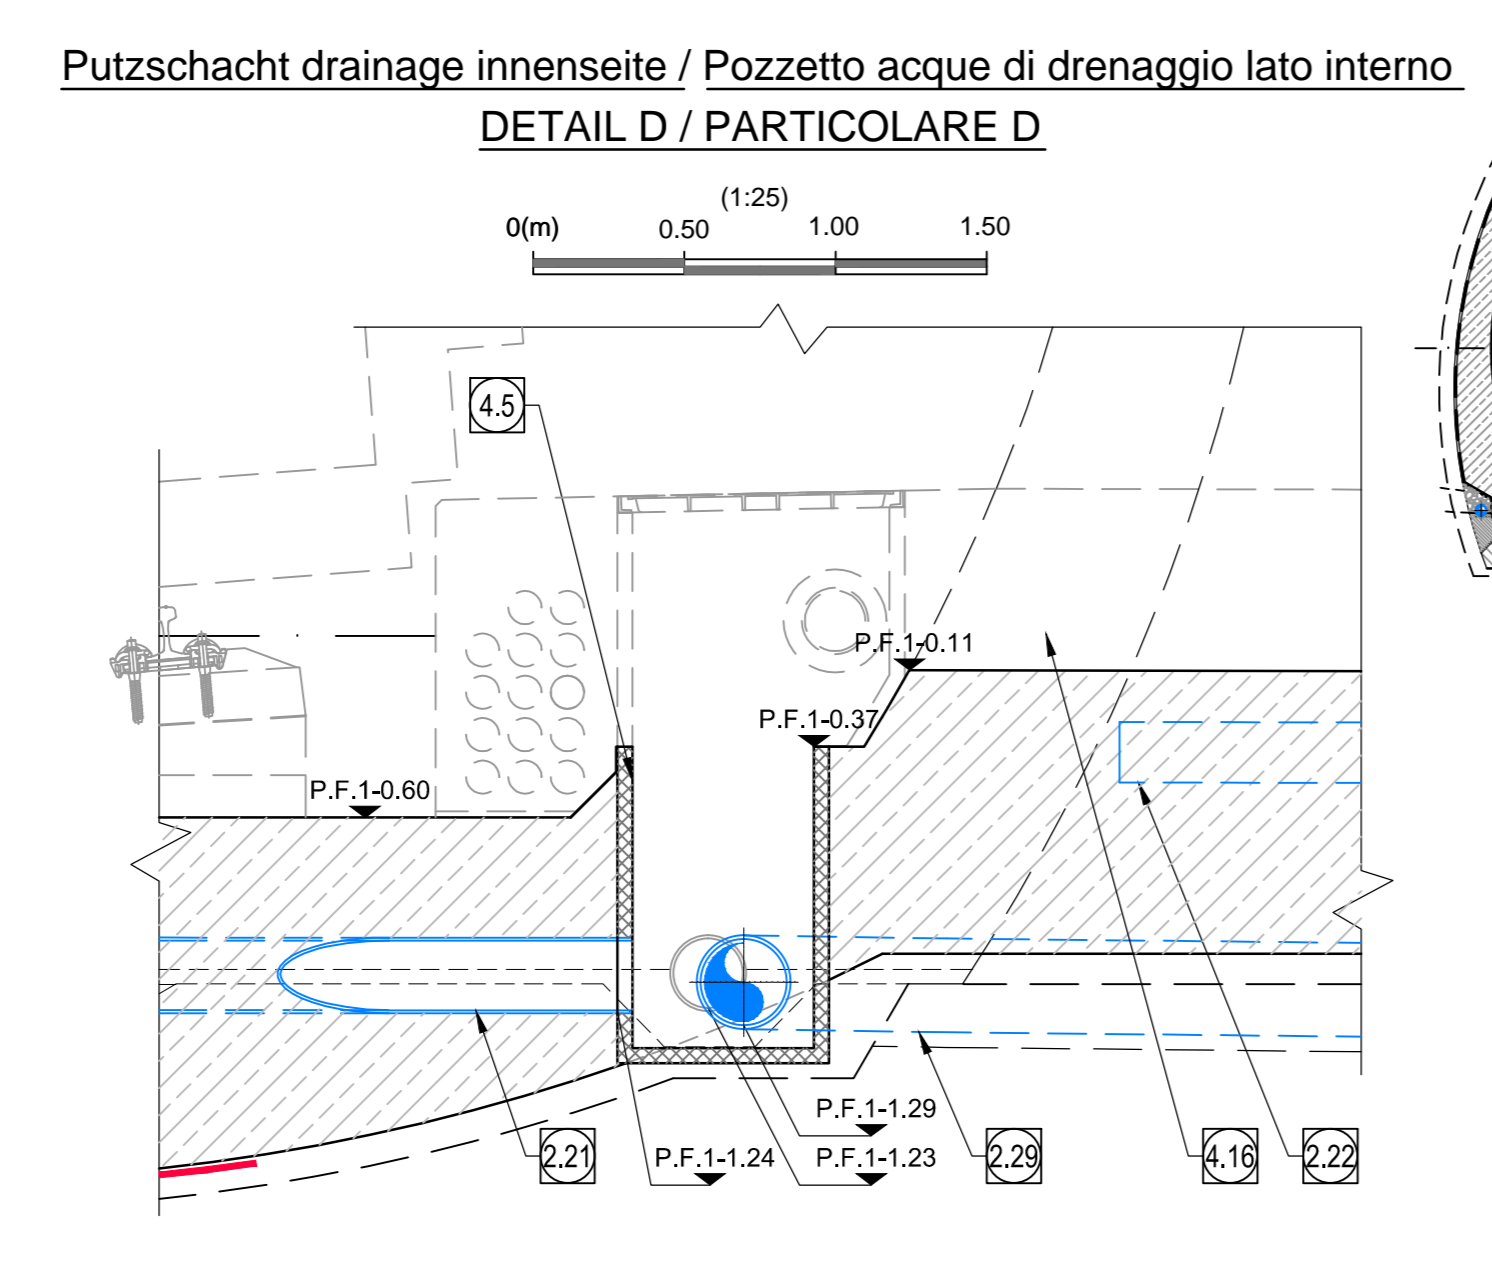 Putzschacht drainage innenseite / Pozzetto acque di drenaggio lato interno
DETAIL D / PARTICOLARE D
(1:25)
0(m) 0.50 1.00 1.50
4.5
P.F.1-0.11
P.F.1-0.37
P.F.1-0.60
P.F.1-1.29
2.21 P.F.1-1.24 P.F.1-1.23 2.29 4.16 2.22